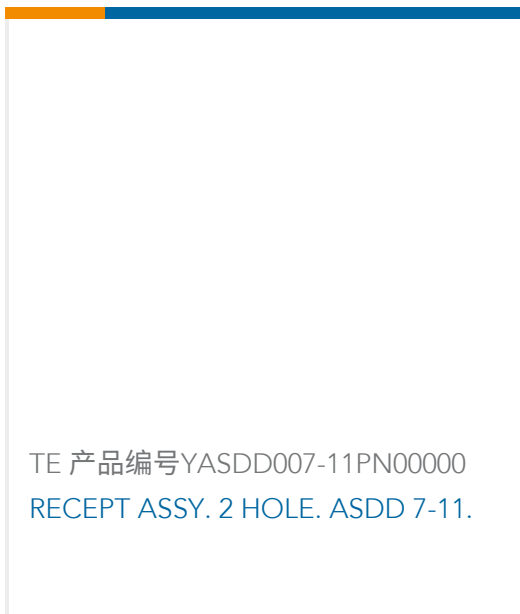 TE 产品编号YASDD007-11PN00000
RECEPT ASSY. 2 HOLE. ASDD 7-11.